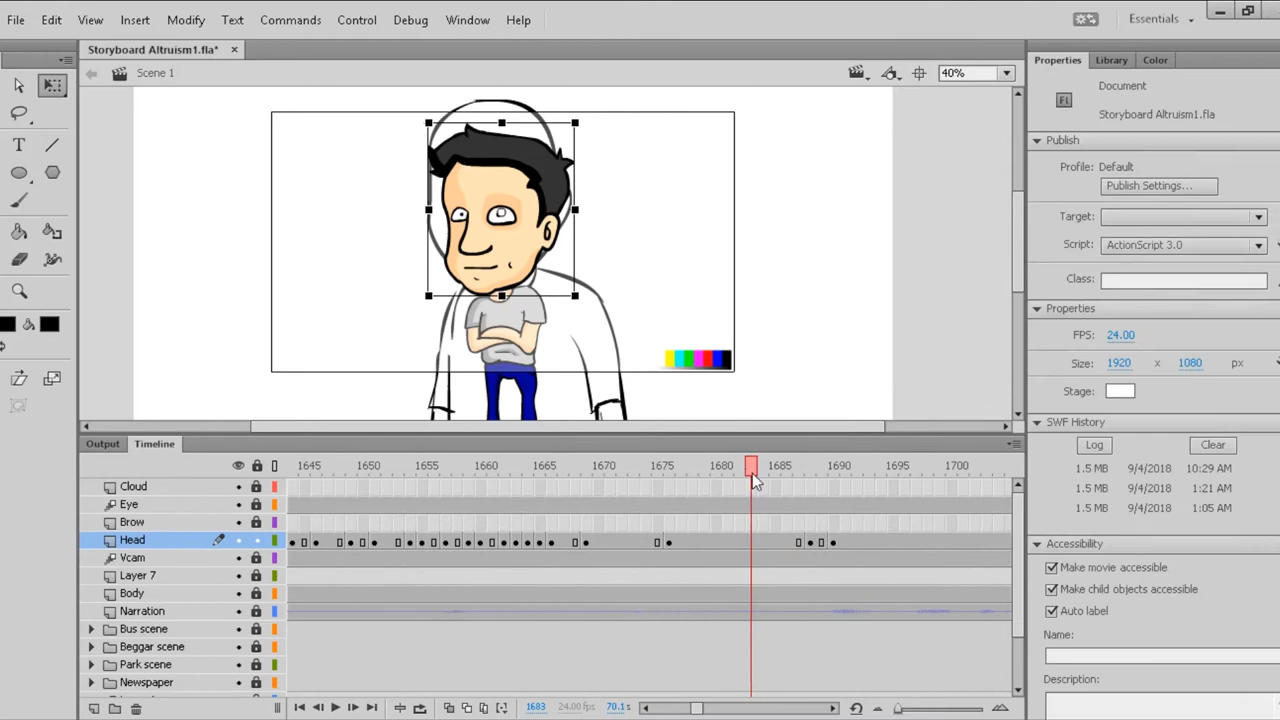 File Edit View Insert Modify Text Commands Control Debug Window Help Essentials
Storyboard Altruism1.fla* ×
Scene 1 40%
Properties Library Color
Document
Fl
Storyboard Altruism1.fla
Publish
Profile: Default
Publish Settings...
Target:
Script: ActionScript 3.0
Class:
Properties
FPS: 24.00
Size: 1920 x 1080 px
Stage:
SWF History
Log Clear
1.5 MB 9/4/2018 10:29 AM
1.5 MB 9/4/2018 1:21 AM
1.5 MB 9/4/2018 1:05 AM
Accessibility
Make movie accessible
Make child objects accessible
Auto label
Name:
Description:
Output Timeline
1645 1650 1655 1660 1665 1670 1675 1680 1685 1690 1695 1700
Cloud
Eye
Brow
Head
Vcam
Layer 7
Body
Narration
Bus scene
Beggar scene
Park scene
Newspaper
1683 24.00 fps 70.1s